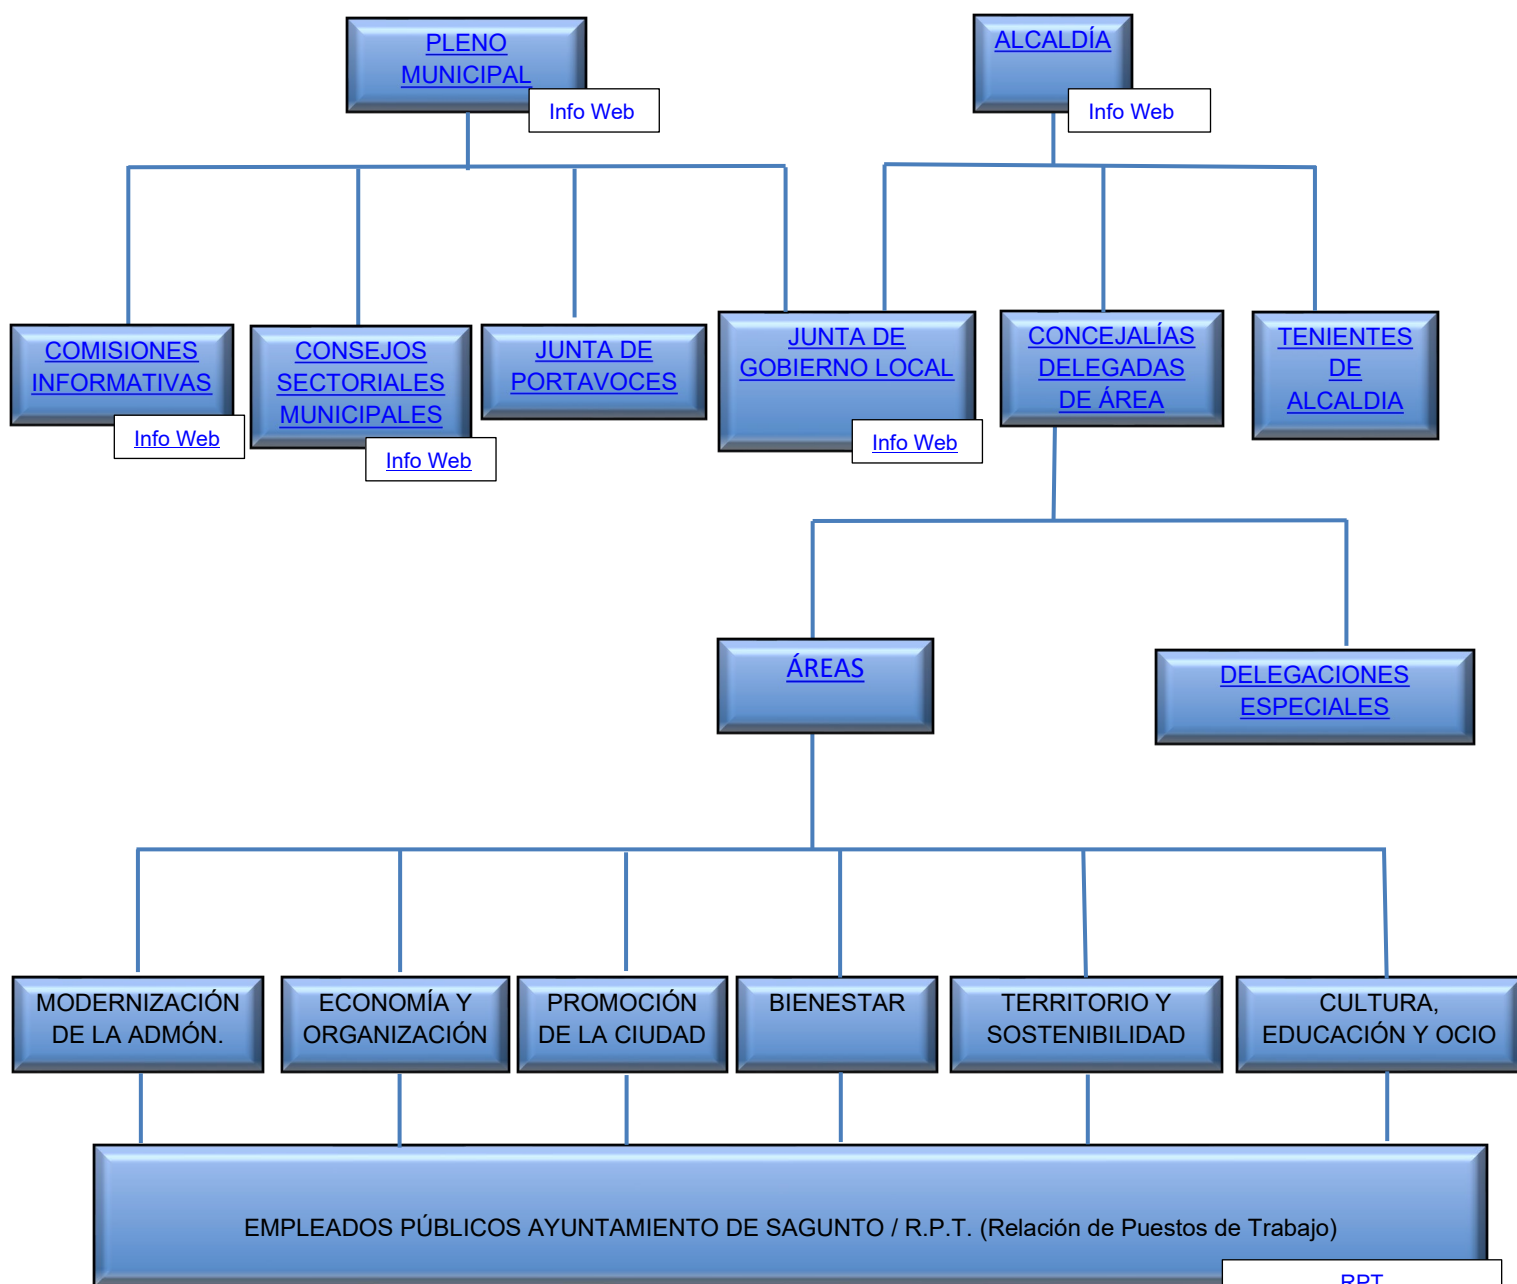 PLENO
MUNICIPAL
Info Web
ALCALDÍA
Info Web
COMISIONES
INFORMATIVAS
Info Web
CONSEJOS
SECTORIALES
MUNICIPALES
Info Web
JUNTA DE
PORTAVOCES
JUNTA DE
GOBIERNO LOCAL
Info Web
CONCEJALÍAS
DELEGADAS
DE ÁREA
TENIENTES
DE
ALCALDIA
ÁREAS
DELEGACIONES
ESPECIALES
MODERNIZACIÓN
DE LA ADMÓN.
ECONOMÍA Y
ORGANIZACIÓN
PROMOCIÓN
DE LA CIUDAD
BIENESTAR
TERRITORIO Y
SOSTENIBILIDAD
CULTURA,
EDUCACIÓN Y OCIO
EMPLEADOS PÚBLICOS AYUNTAMIENTO DE SAGUNTO / R.P.T. (Relación de Puestos de Trabajo)
RPT